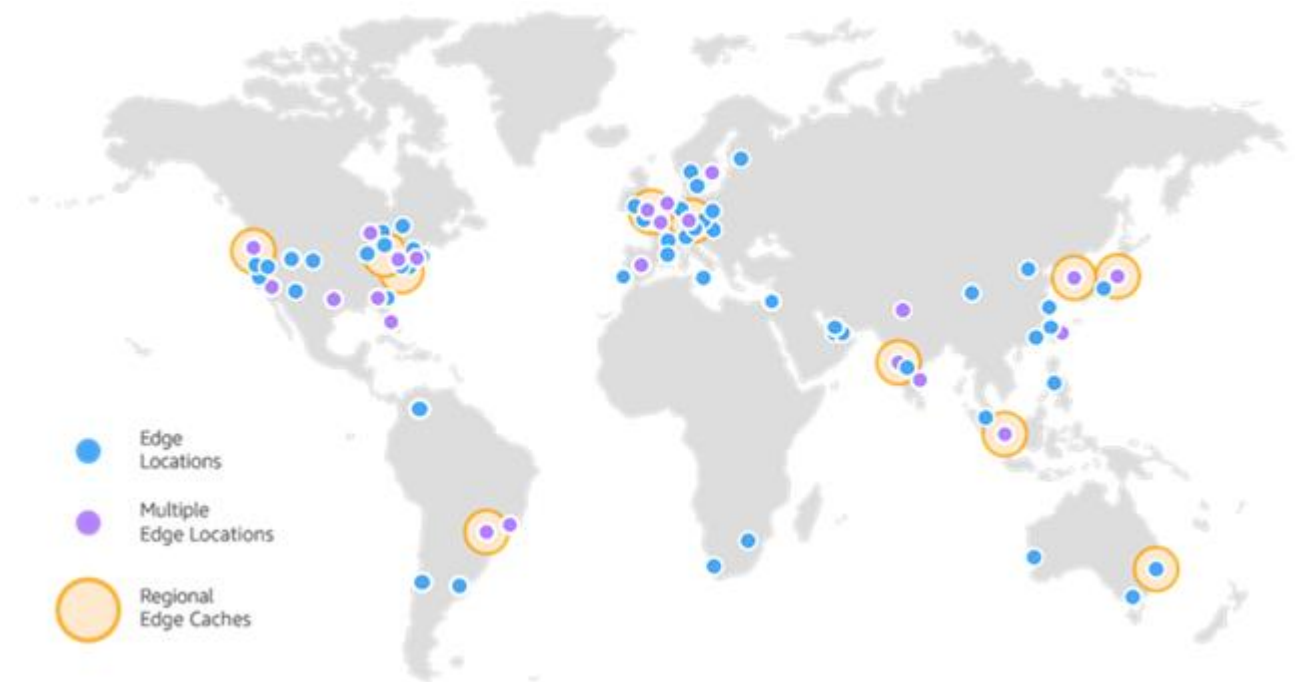 Edge
Locations
Multiple
Edge Locations
Regional
Edge Caches